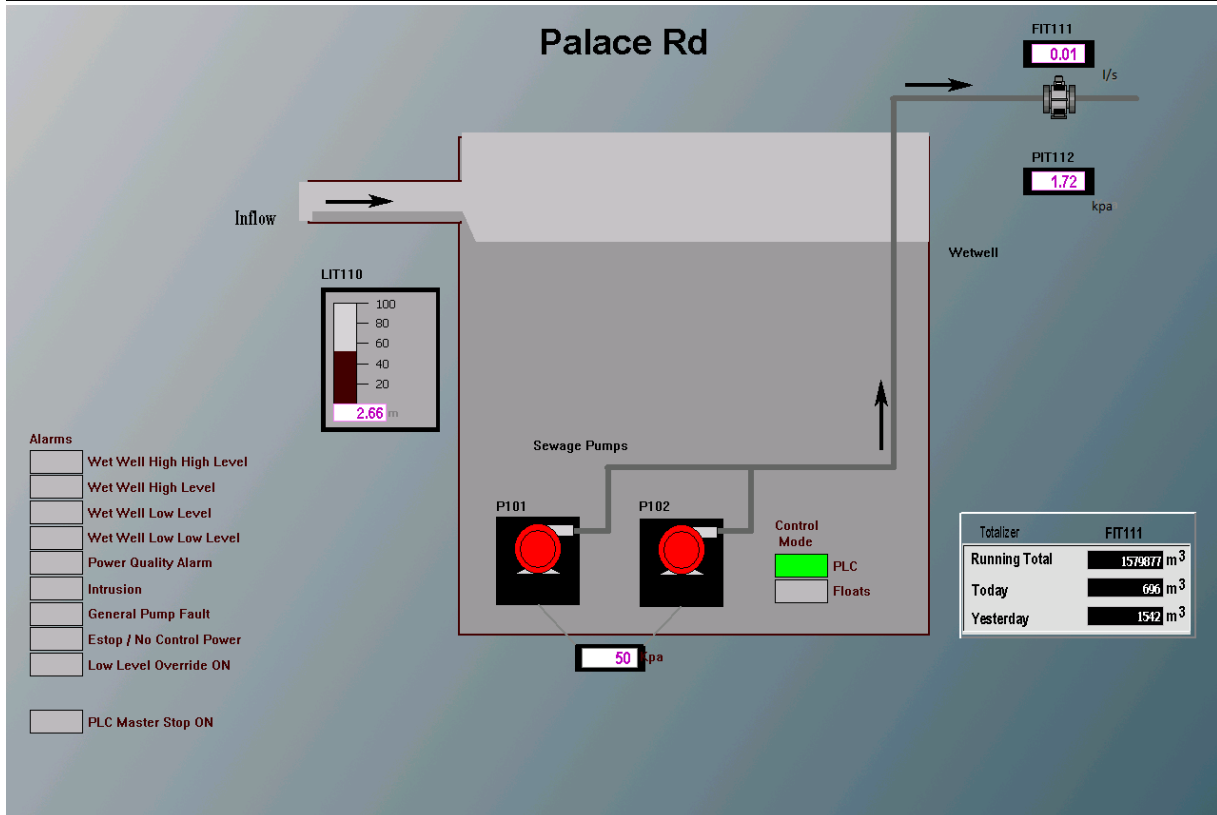 Palace Rd
FIT111
0.01
l/s
PIT112
1.72
kpa
Inflow
Wetwell
LIT110
100
80
60
40
20
2.66 m
Alarms
Wet Well High High Level
Wet Well High Level
Wet Well Low Level
Wet Well Low Low Level
Power Quality Alarm
Intrusion
General Pump Fault
Estop / No Control Power
Low Level Override ON
PLC Master Stop ON
Sewage Pumps
P101
P102
Control
Mode
PLC
Floats
50 Kpa
Totalizer FIT111
Running Total 1579877 m3
Today 696 m3
Yesterday 1542 m3